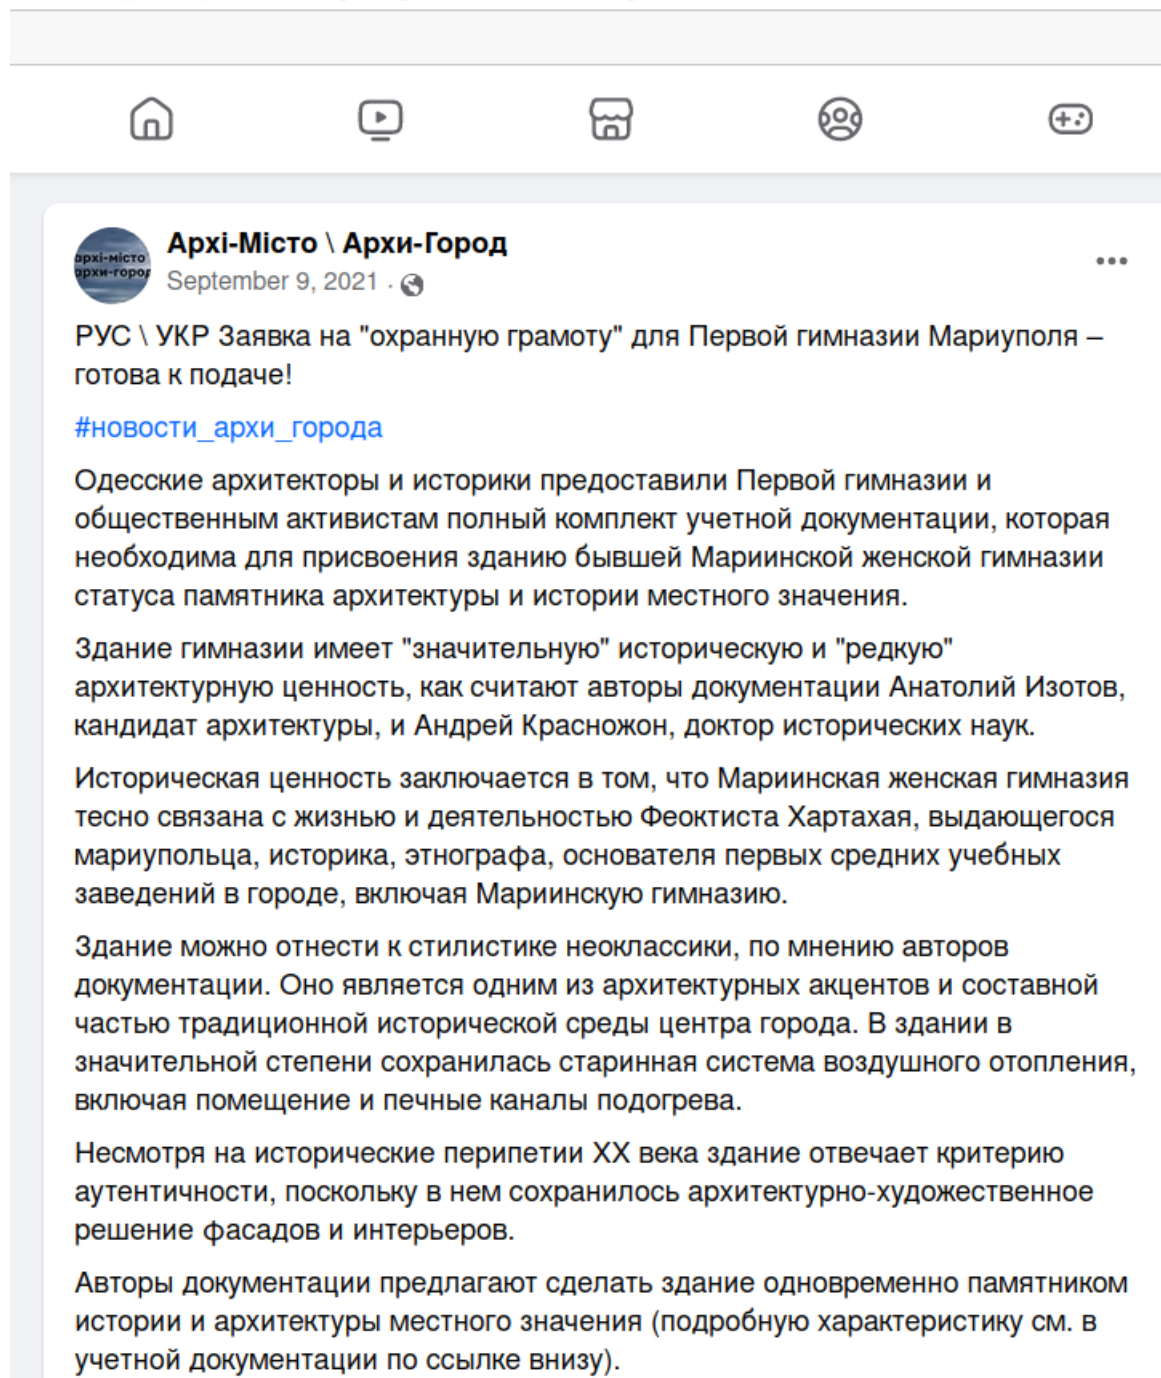 архі-місто
архи-город
Архі-Місто \ Архи-Город
September 9, 2021 ·
РУС \ УКР Заявка на "охранную грамоту" для Первой гимназии Мариуполя –
готова к подаче!
#новости_архи_города
Одесские архитекторы и историки предоставили Первой гимназии и
общественным активистам полный комплект учетной документации, которая
необходима для присвоения зданию бывшей Мариинской женской гимназии
статуса памятника архитектуры и истории местного значения.
Здание гимназии имеет "значительную" историческую и "редкую"
архитектурную ценность, как считают авторы документации Анатолий Изотов,
кандидат архитектуры, и Андрей Красножон, доктор исторических наук.
Историческая ценность заключается в том, что Мариинская женская гимназия
тесно связана с жизнью и деятельностью Феоктиста Хартахая, выдающегося
мариупольца, историка, этнографа, основателя первых средних учебных
заведений в городе, включая Мариинскую гимназию.
Здание можно отнести к стилистике неоклассики, по мнению авторов
документации. Оно является одним из архитектурных акцентов и составной
частью традиционной исторической среды центра города. В здании в
значительной степени сохранилась старинная система воздушного отопления,
включая помещение и печные каналы подогрева.
Несмотря на исторические перипетии XX века здание отвечает критерию
аутентичности, поскольку в нем сохранилось архитектурно-художественное
решение фасадов и интерьеров.
Авторы документации предлагают сделать здание одновременно памятником
истории и архитектуры местного значения (подробную характеристику см. в
учетной документации по ссылке внизу).